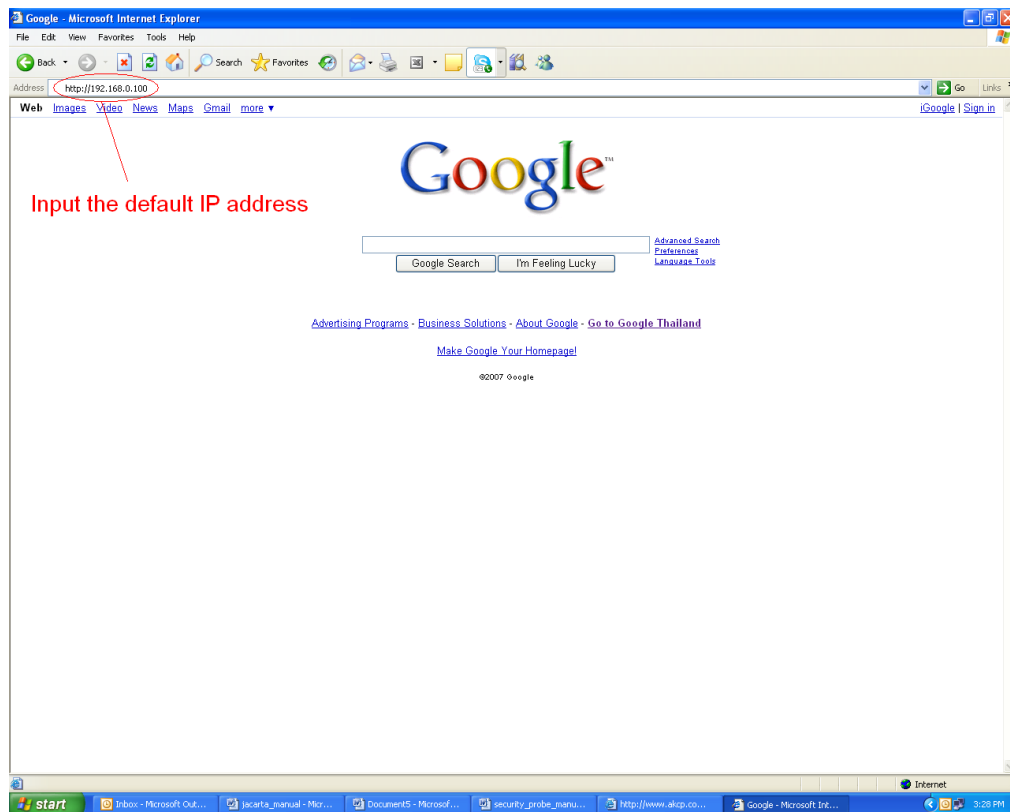 Google - Microsoft Internet Explorer
File Edit View Favorites Tools Help
Back Search Favorites
Address http://192.168.0.100 Go Links
Web Images Video News Maps Gmail more ▼ iGoogle | Sign in
Google™
Input the default IP address
Advanced Search
Preferences
Language Tools
Google Search I'm Feeling Lucky
Advertising Programs - Business Solutions - About Google - Go to Google Thailand
Make Google Your Homepage!
©2007 Google
Internet
start Inbox - Microsoft Out... jacarta_manual - Micr... Document5 - Microsof... security_probe_manu... http://www.akcp.co... Google - Microsoft Int... 3:28 PM